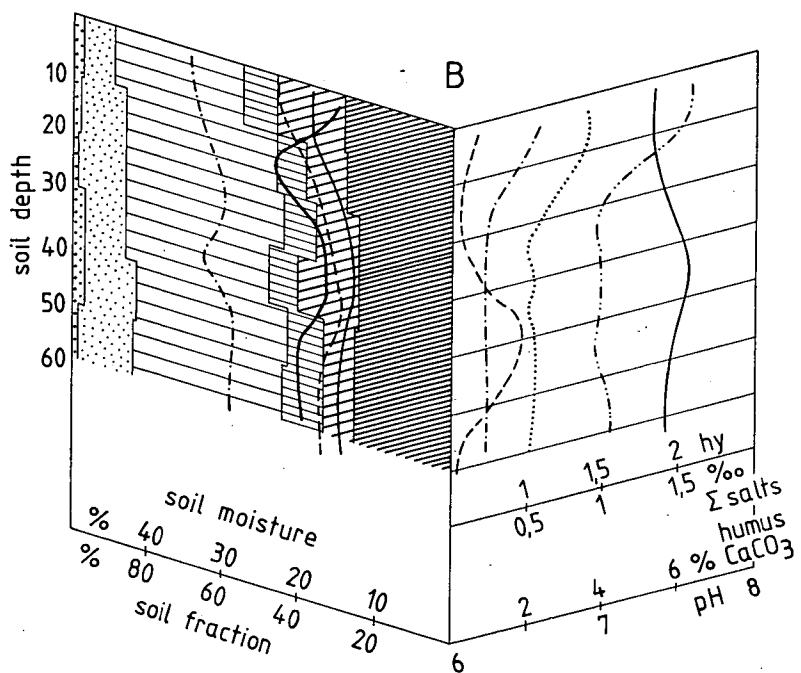 B
soil depth
10
20
30
40
50
60
soil moisture
% 40 30 20 10
% 80 60 40 20
soil fraction
1 1,5 2 hy
0,5 1 1,5 ‰
Σ salts
humus
2 4 6 % CaCO3
6 7 pH 8